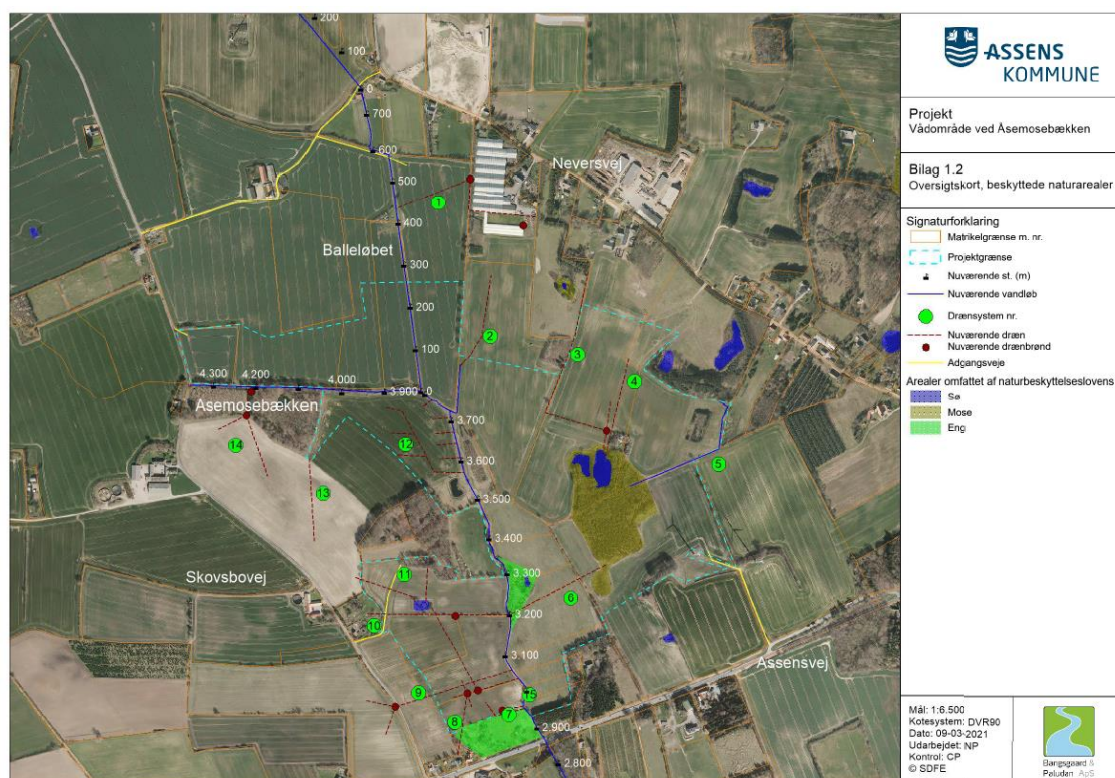 200
100
0
700
600
500
Neversvej
1
400
Balleløbet
300
200
2
100
3
4
4.300
4.200
4.000
3.900
0
Asemosebækken
3.700
14
12
3.600
5
13
3.500
3.400
Skovsbovej
11
3.300
6
3.200
10
3.100
Assensvej
9
15
8
7
2.900
2.800
ASSENS
KOMMUNE
Projekt
Vådområde ved Åsemosebækken
Bilag 1.2
Oversigtskort, beskyttede naturarealer
Signaturforklaring
Matrikelgrænse m. nr.
Projektgrænse
Nuværende st. (m)
Nuværende vandløb
Drænsystem nr.
Nuværende dræn
Nuværende drænbrønd
Adgangsveje
Arealer omfattet af naturbeskyttelseslovens
Sø
Mose
Eng
Mål: 1:6.500
Kotesystem: DVR90
Dato: 09-03-2021
Udarbejdet: NP
Kontrol: CP
© SDFE
Bangsgaard &
Paludan ApS